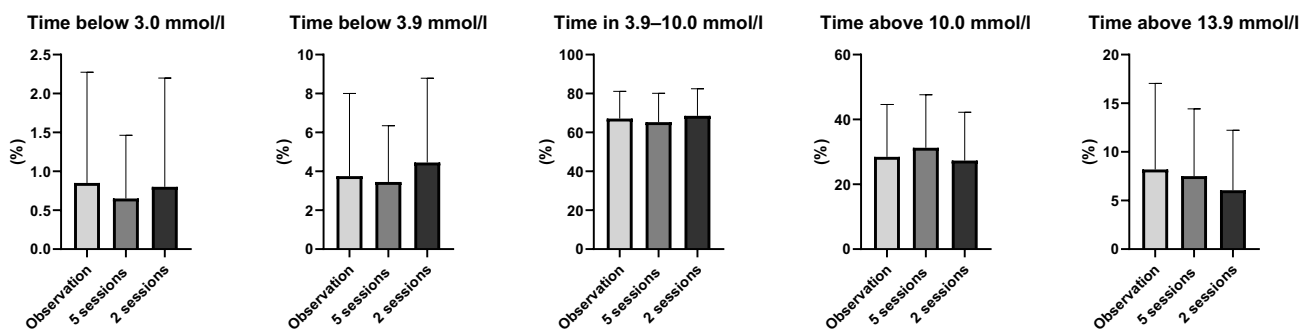 Time below 3.0 mmol/l
2.5
2.0
1.5
1.0
0.5
0.0
(%)
Observation
5 sessions
2 sessions
Time below 3.9 mmol/l
10
8
6
4
2
0
(%)
Observation
5 sessions
2 sessions
Time in 3.9–10.0 mmol/l
100
80
60
40
20
0
(%)
Observation
5 sessions
2 sessions
Time above 10.0 mmol/l
60
40
20
0
(%)
Observation
5 sessions
2 sessions
Time above 13.9 mmol/l
20
15
10
5
0
(%)
Observation
5 sessions
2 sessions